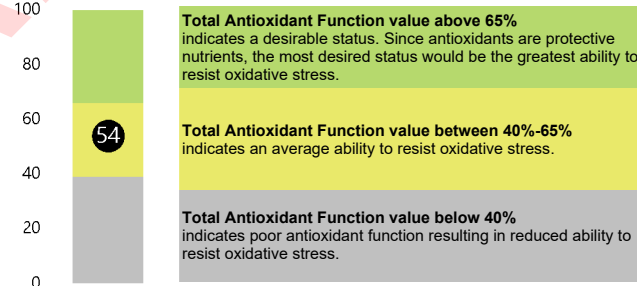 100
80
60
40
20
0
54
Total Antioxidant Function value above 65%
indicates a desirable status. Since antioxidants are protective
nutrients, the most desired status would be the greatest ability to
resist oxidative stress.
Total Antioxidant Function value between 40%-65%
indicates an average ability to resist oxidative stress.
Total Antioxidant Function value below 40%
indicates poor antioxidant function resulting in reduced ability to
resist oxidative stress.